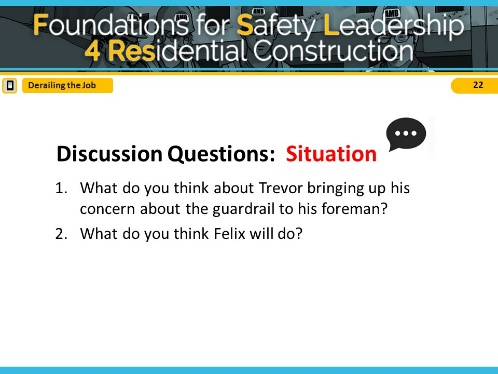 Foundations for Safety Leadership
4 Residential Construction
Derailing the Job
22
Discussion Questions: Situation
1. What do you think about Trevor bringing up his
concern about the guardrail to his foreman?
2. What do you think Felix will do?